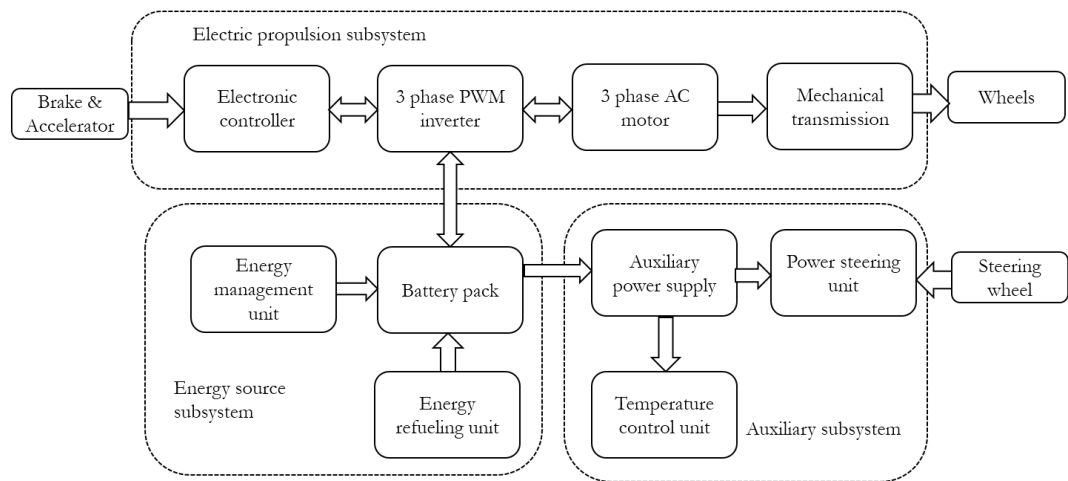 Electric propulsion subsystem
Brake &
Accelerator
Electronic
controller
3 phase PWM
inverter
3 phase AC
motor
Mechanical
transmission
Wheels
Energy
management
unit
Battery pack
Auxiliary
power supply
Power steering
unit
Steering
wheel
Energy source
subsystem
Energy
refueling unit
Temperature
control unit
Auxiliary subsystem